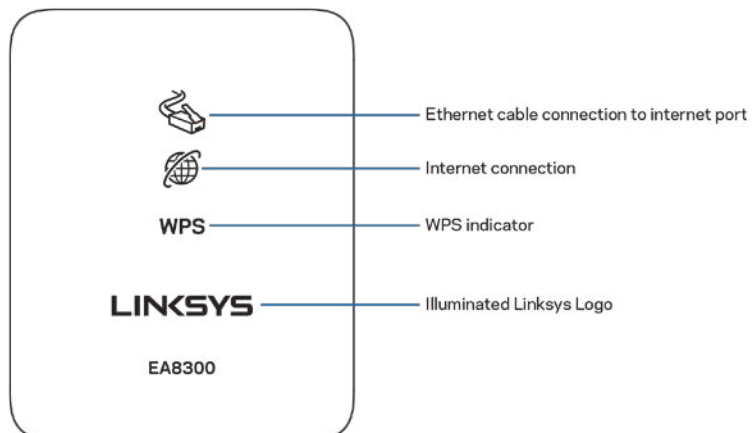 Ethernet cable connection to internet port
Internet connection
WPS
WPS indicator
LINKSYS
Illuminated Linksys Logo
EA8300